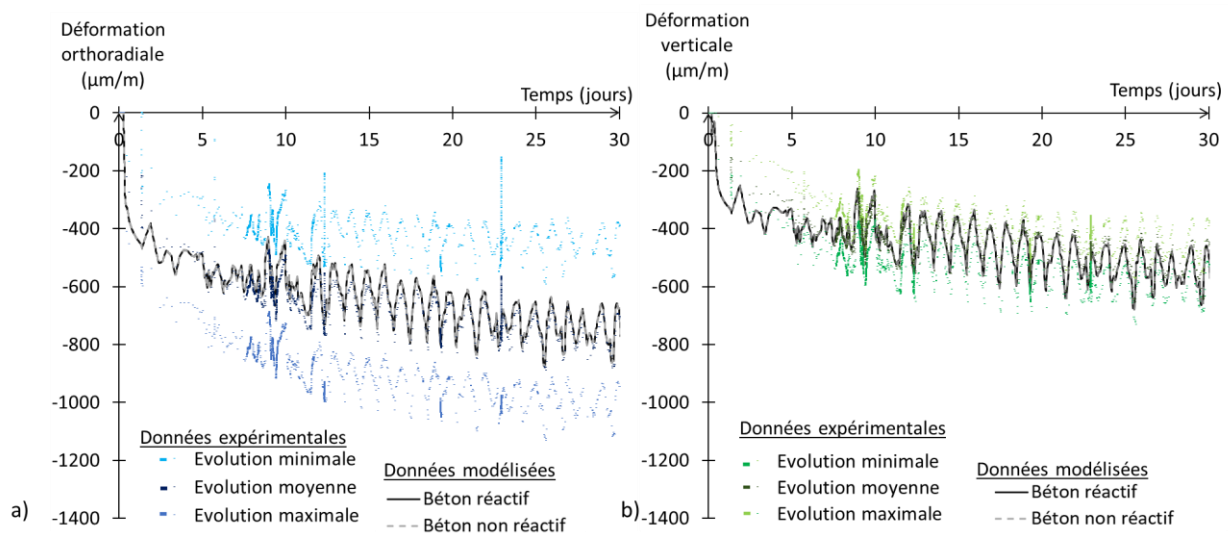 Déformation
orthoradiale
(µm/m)
Temps (jours)
0
0 5 10 15 20 25 30
-200
-400
-600
-800
-1000
-1200
-1400
Données expérimentales
Evolution minimale
Evolution moyenne
Evolution maximale
Données modélisées
Béton réactif
Béton non réactif
a)
Déformation
verticale
(µm/m)
Temps (jours)
0
0 5 10 15 20 25 30
-200
-400
-600
-800
-1000
-1200
-1400
Données expérimentales
Evolution minimale
Evolution moyenne
Evolution maximale
Données modélisées
Béton réactif
Béton non réactif
b)